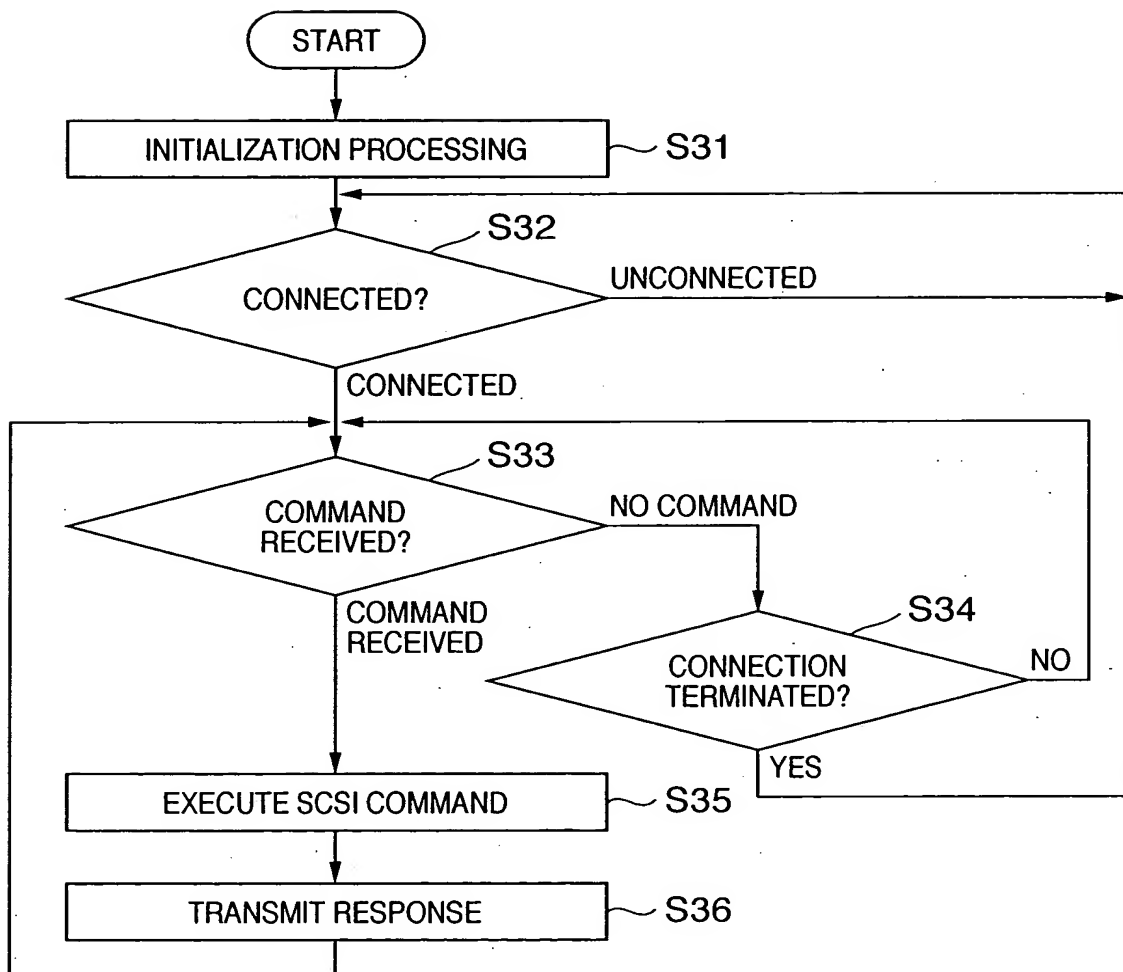 START
INITIALIZATION PROCESSING
S31
S32
CONNECTED?
UNCONNECTED
CONNECTED
S33
COMMAND
RECEIVED?
NO COMMAND
COMMAND
RECEIVED
S34
CONNECTION
TERMINATED?
NO
YES
EXECUTE SCSI COMMAND
S35
TRANSMIT RESPONSE
S36